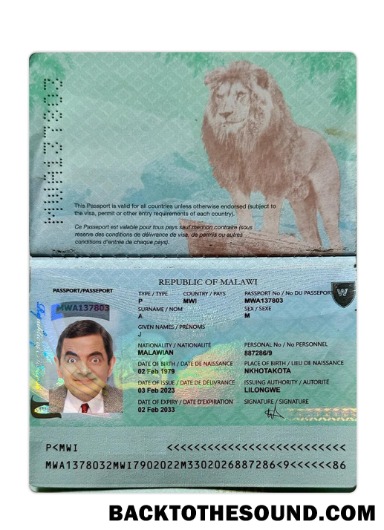 MWA137803
This Passport is valid for all countries unless otherwise endorsed (subject to
the visa, permit or other entry requirements of each country).
Ce Passeport est valable pour tous pays sauf mention contraire (sous
réserve des conditions de délivrance de visa, de permis ou autres
conditions d'entrée de chaque pays).
REPUBLIC OF MALAWI
PASSPORT/PASSEPORT
TYPE / TYPE COUNTRY / PAYS PASSPORT No / No DU PASSEPORT
P MWI MWA137803
MWA137803
SURNAME / NOM SEX / SEXE
A M
GIVEN NAMES / PRÉNOMS
J
NATIONALITY / NATIONALITÉ PERSONAL No / No PERSONNEL
MALAWIAN 887286/9
DATE OF BIRTH / DATE DE NAISSANCE PLACE OF BIRTH / LIEU DE NAISSANCE
02 Feb 1979 NKHOTAKOTA
DATE OF ISSUE / DATE DE DÉLIVRANCE ISSUING AUTHORITY / AUTORITÉ
03 Feb 2023 LILONGWE
DATE OF EXPIRY / DATE D'EXPIRATION SIGNATURE / SIGNATURE
02 Feb 2033
P<MWI <<<<<<<<<<<<<<<<<<<<<<<<<<<
MWA1378032MWI7902022M3302026887286<9<<<<<<86
BACKTOTHESOUND.COM